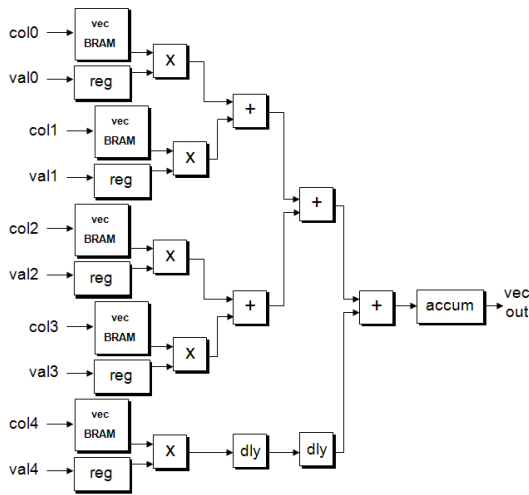 col0
vec
BRAM
X
val0
reg
+
col1
vec
BRAM
X
val1
reg
+
col2
vec
BRAM
X
val2
reg
+
+
accum
vec
out
col3
vec
BRAM
X
val3
reg
col4
vec
BRAM
X
dly
dly
val4
reg